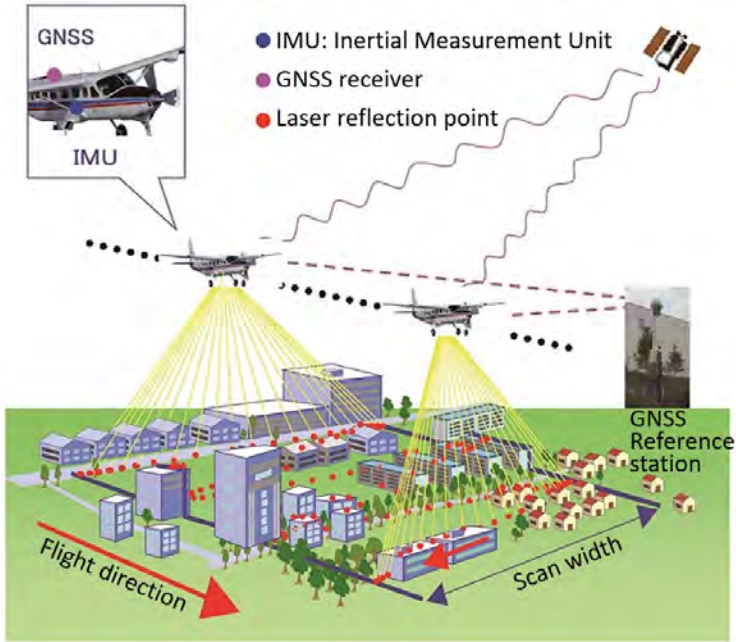 GNSS
IMU
IMU: Inertial Measurement Unit
GNSS receiver
Laser reflection point
GNSS
Reference
station
Flight direction
Scan width